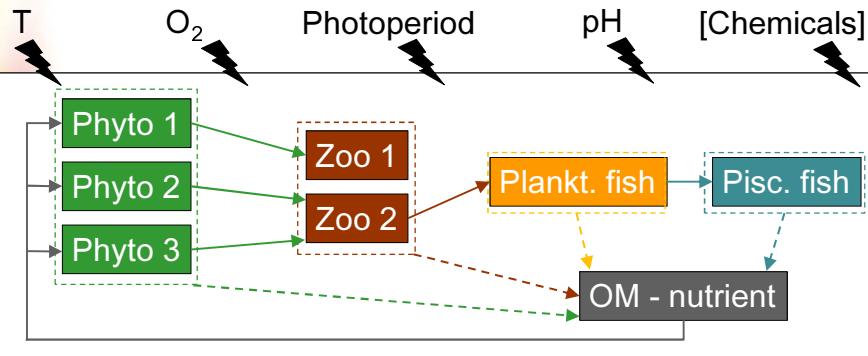 T O₂ Photoperiod pH [Chemicals]
Phyto 1
Zoo 1
Phyto 2
Plankt. fish
Pisc. fish
Zoo 2
Phyto 3
OM - nutrient